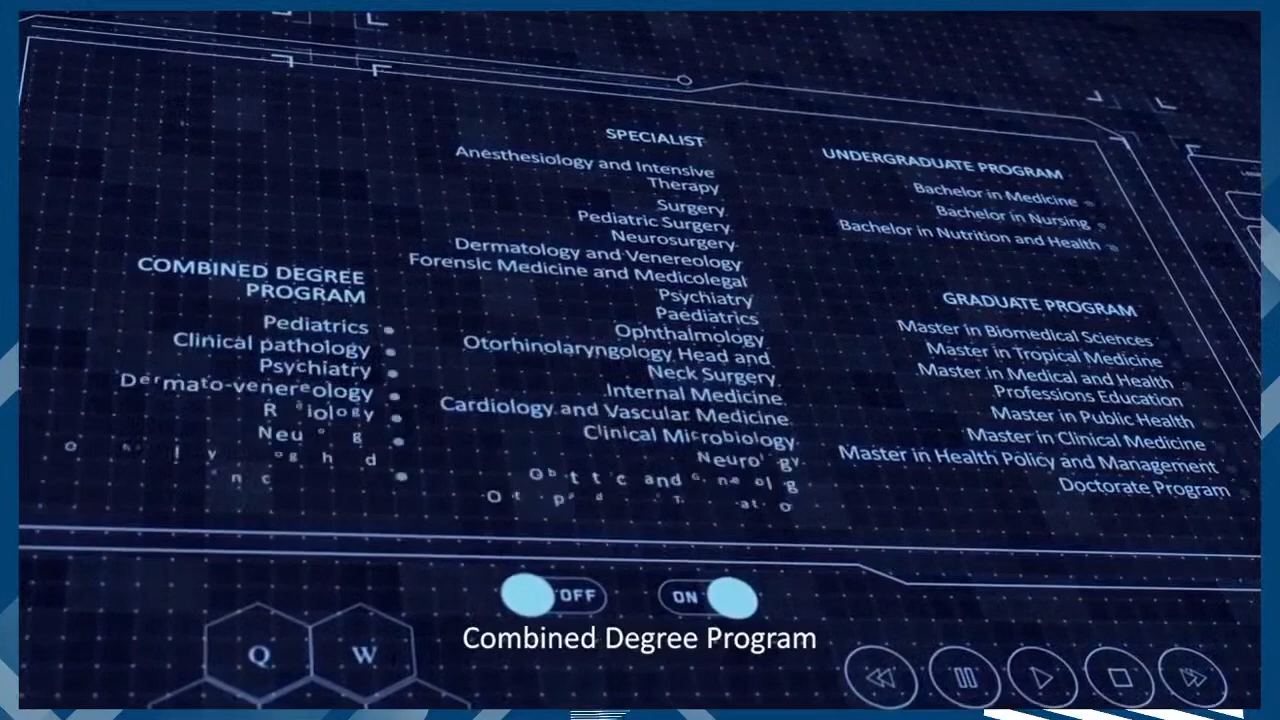 SPECIALIST
Anesthesiology and Intensive
Therapy
Surgery
Pediatric Surgery
Neurosurgery
Dermatology and Venereology
Forensic Medicine and Medicolegal
Psychiatry
Paediatrics
Ophthalmology
Otorhinolaryngology Head and
Neck Surgery
Internal Medicine
Cardiology and Vascular Medicine
Clinical Microbiology
and
UNDERGRADUATE PROGRAM
Bachelor in Medicine
Bachelor in Nursing
Bachelor in Nutrition and Health
GRADUATE PROGRAM
Master in Biomedical Sciences
Master in Tropical Medicine
Master in Medical and Health
Professions Education
Master in Public Health
Master in Clinical Medicine
Master in Health Policy and Management
Doctorate Program
COMBINED DEGREE
PROGRAM
Pediatrics
Clinical pathology
Psychiatry
Dermato-venereology
OFF
ON
Combined Degree Program
Q
W